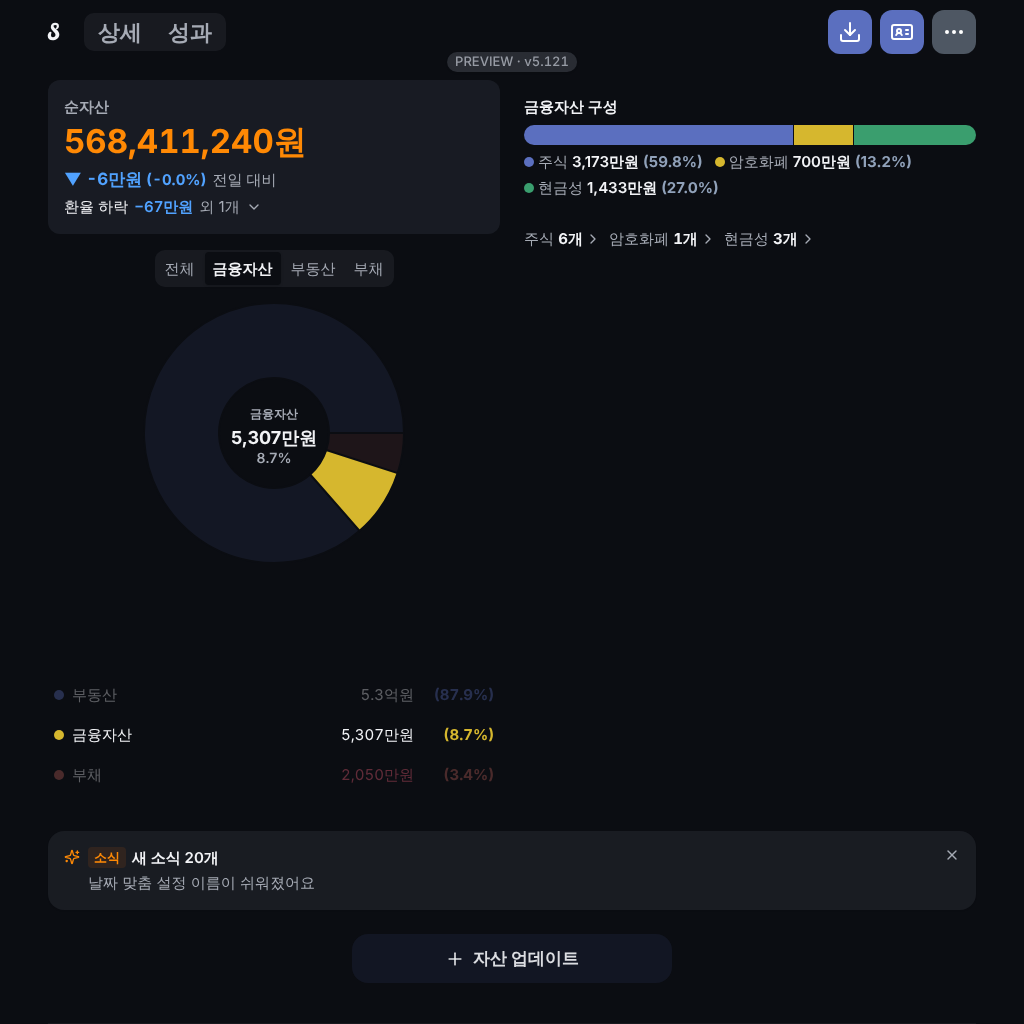 상세 성과
PREVIEW · v5.121
순자산
568,411,240원
▼ -6만원 (-0.0%) 전일 대비
환율 하락 −67만원 외 1개
금융자산 구성
주식 3,173만원 (59.8%) 암호화폐 700만원 (13.2%)
현금성 1,433만원 (27.0%)
주식 6개 암호화폐 1개 현금성 3개
전체 금융자산 부동산 부채
금융자산
5,307만원
8.7%
부동산 5.3억원 (87.9%)
금융자산 5,307만원 (8.7%)
부채 2,050만원 (3.4%)
소식 새 소식 20개
날짜 맞춤 설정 이름이 쉬워졌어요
+ 자산 업데이트